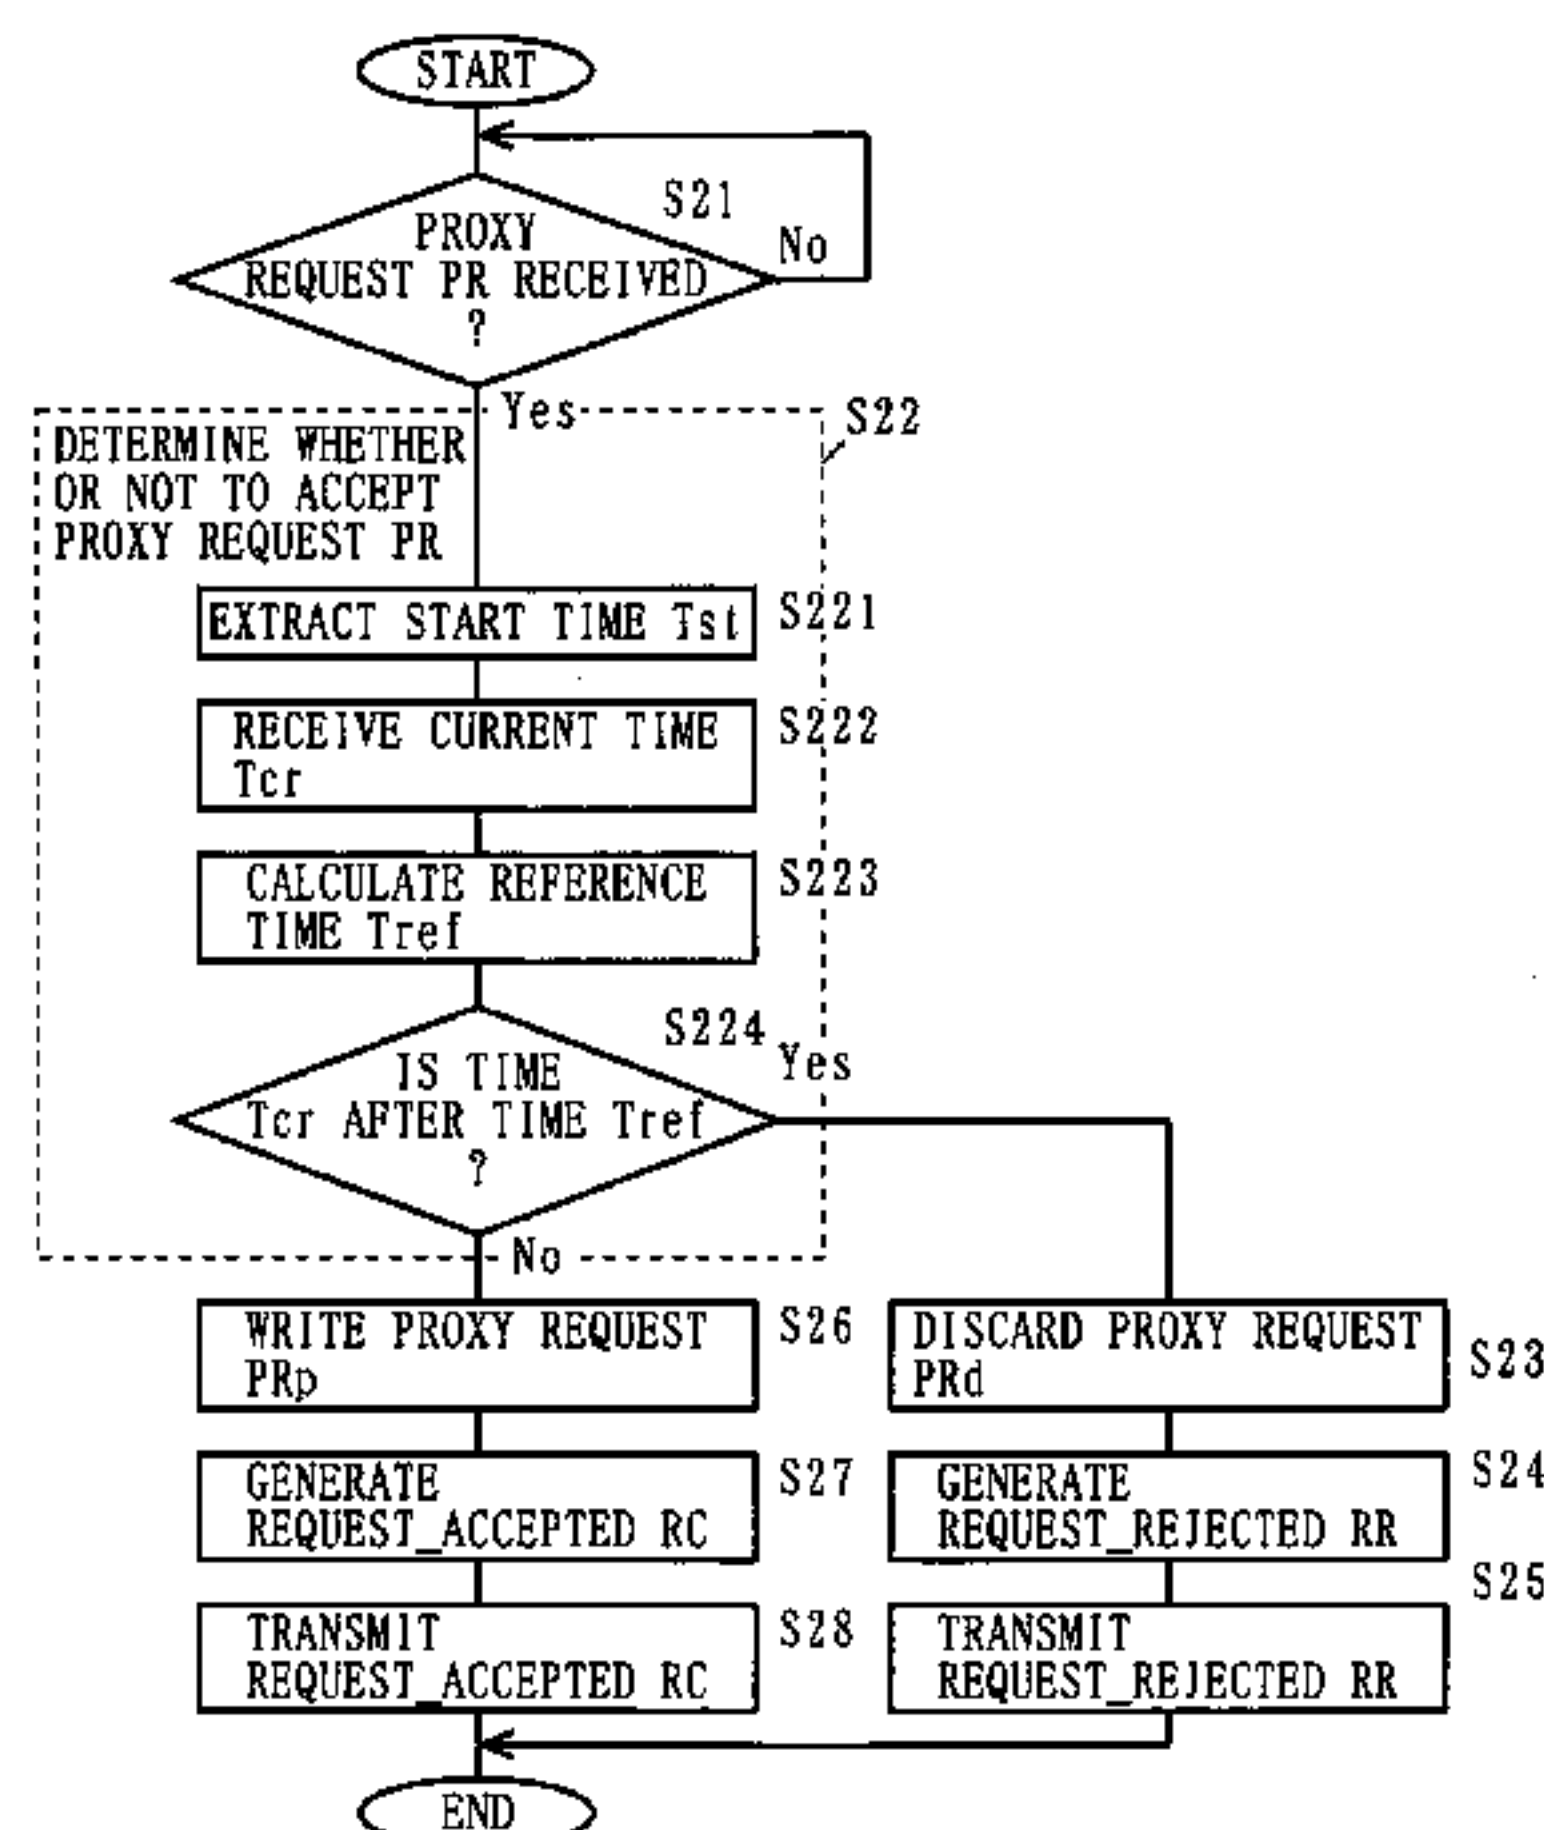 START
S21
PROXY
REQUEST PR RECEIVED
?
No
Yes
S22
DETERMINE WHETHER
OR NOT TO ACCEPT
PROXY REQUEST PR
EXTRACT START TIME Tst
S221
RECEIVE CURRENT TIME
Tcr
S222
CALCULATE REFERENCE
TIME Tref
S223
S224
IS TIME
Tcr AFTER TIME Tref
?
Yes
No
WRITE PROXY REQUEST
PRp
S26
DISCARD PROXY REQUEST
PRd
S23
GENERATE
REQUEST_ACCEPTED RC
S27
GENERATE
REQUEST_REJECTED RR
S24
TRANSMIT
REQUEST_ACCEPTED RC
S28
TRANSMIT
REQUEST_REJECTED RR
S25
END